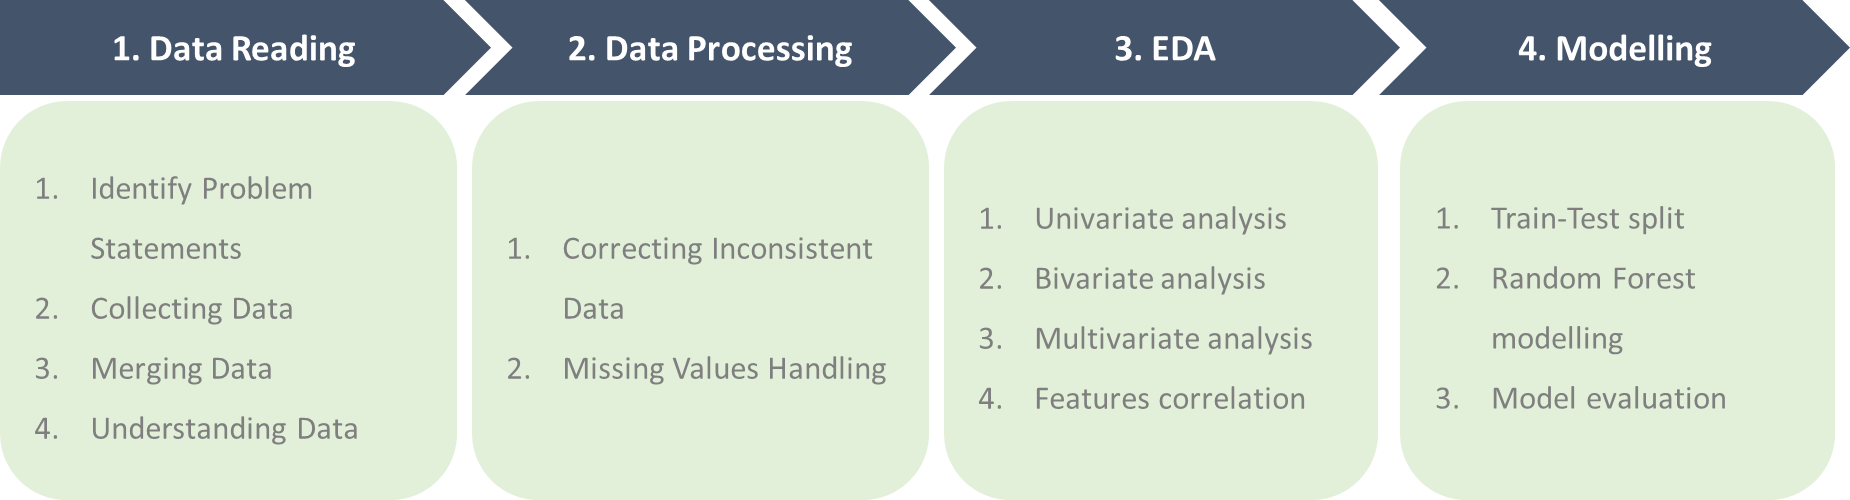 1. Data Reading
2. Data Processing
3. EDA
4. Modelling
1. Identify Problem
Statements
2. Collecting Data
3. Merging Data
4. Understanding Data
1. Correcting Inconsistent
Data
2. Missing Values Handling
1. Univariate analysis
2. Bivariate analysis
3. Multivariate analysis
4. Features correlation
1. Train-Test split
2. Random Forest
modelling
3. Model evaluation